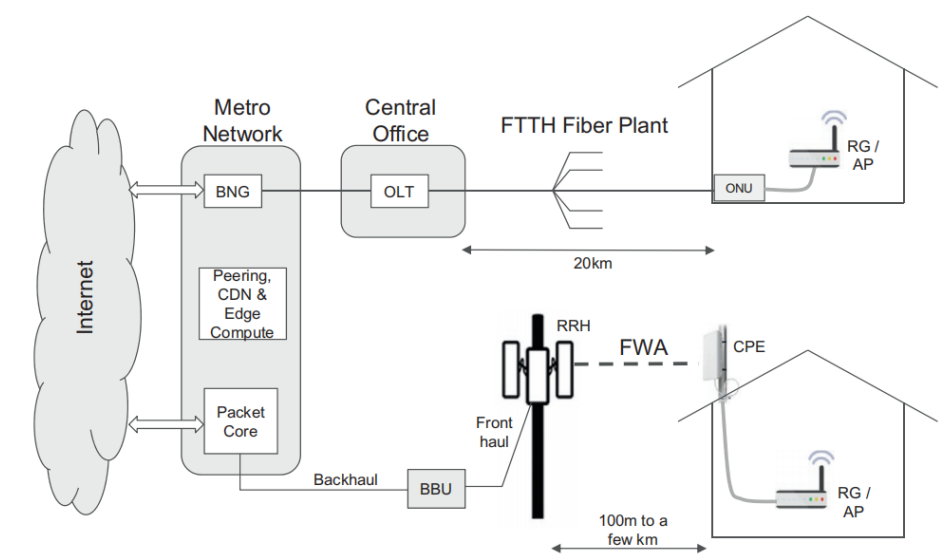 Metro
Network
Central
Office
FTTH Fiber Plant
BNG
OLT
ONU
RG /
AP
20km
Internet
Peering,
CDN &
Edge
Compute
RRH
FWA
CPE
Packet
Core
Front
haul
Backhaul
BBU
RG /
AP
100m to a
few km